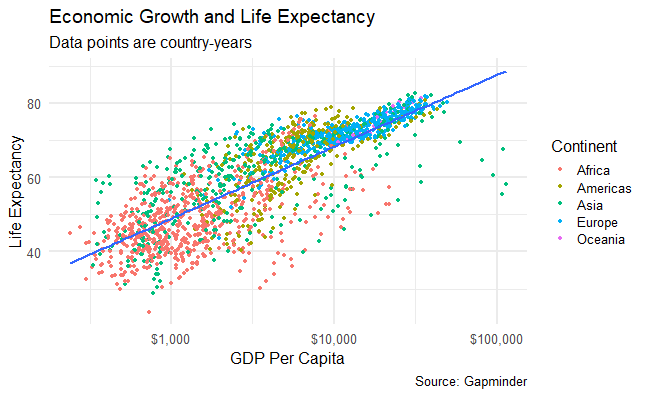 Economic Growth and Life Expectancy
Data points are country-years
Life Expectancy
80
60
40
$1,000
$10,000
$100,000
GDP Per Capita
Continent
Africa
Americas
Asia
Europe
Oceania
Source: Gapminder